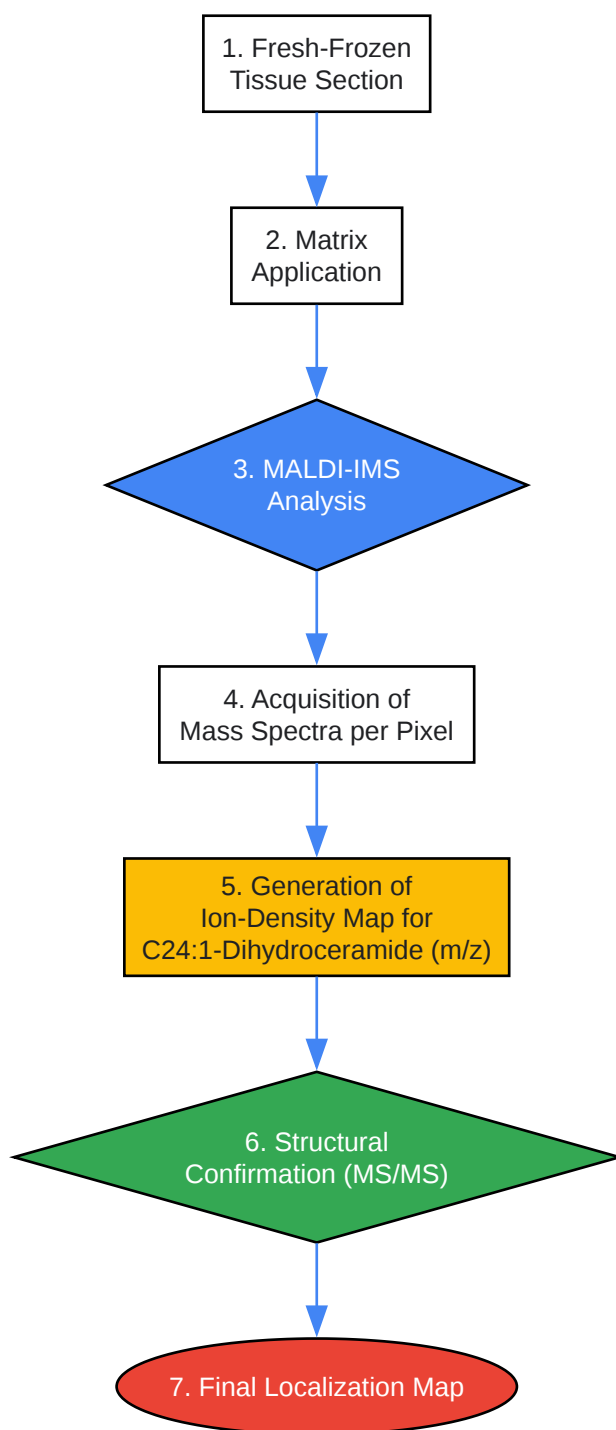 1. Fresh-Frozen
Tissue Section
2. Matrix
Application
3. MALDI-IMS
Analysis
4. Acquisition of
Mass Spectra per Pixel
5. Generation of
Ion-Density Map for
C24:1-Dihydroceramide (m/z)
6. Structural
Confirmation (MS/MS)
7. Final Localization Map